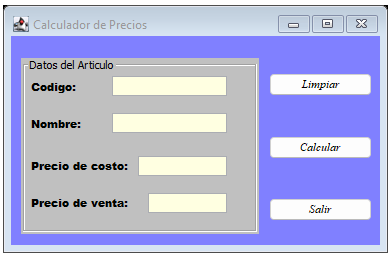 Calculador de Precios
Datos del Articulo
Codigo:
Nombre:
Precio de costo:
Precio de venta:
Limpiar
Calcular
Salir